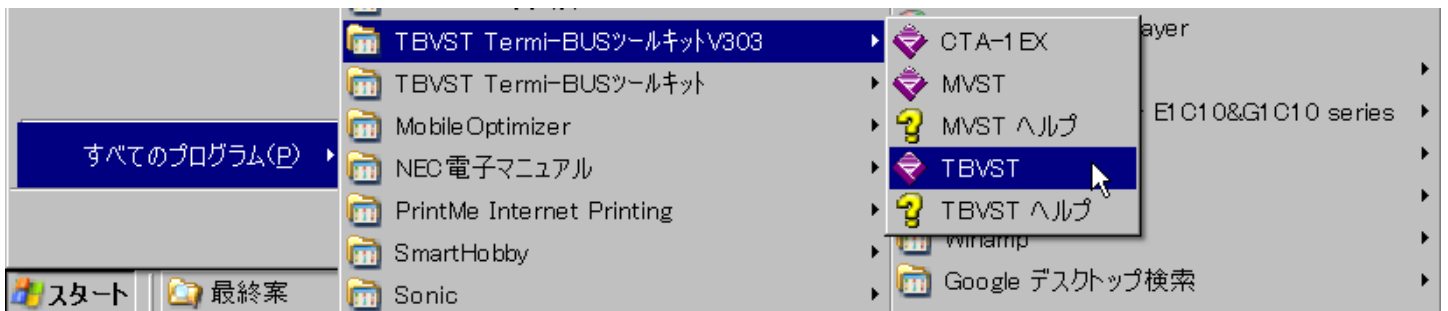 すべてのプログラム(P)
スタート
最終案
TBVST Termi-BUSツールキットV303
TBVST Termi-BUSツールキット
MobileOptimizer
NEC電子マニュアル
PrintMe Internet Printing
SmartHobby
Sonic
CTA-1EX
MVST
MVST ヘルプ
TBVST
TBVST ヘルプ
ayer
E1C10&G1C10 series
Winamp
Google デスクトップ検索